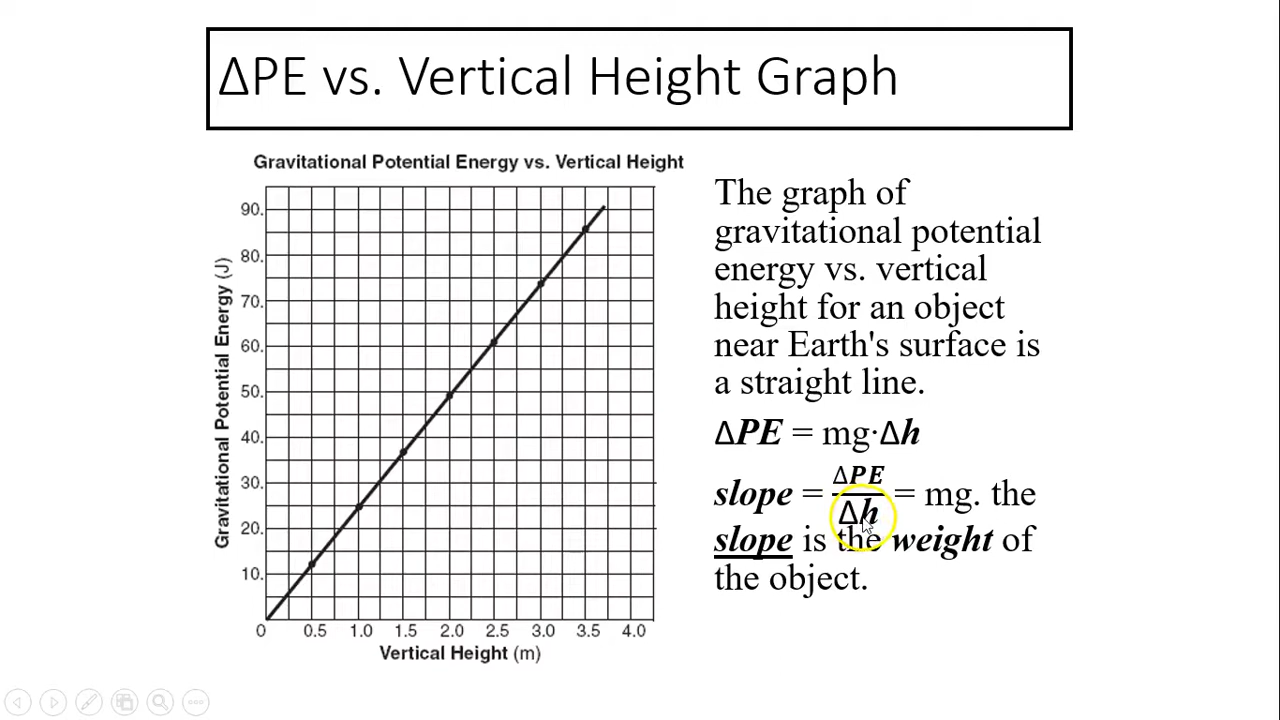 ΔPE vs. Vertical Height Graph
Gravitational Potential Energy vs. Vertical Height
90.
80.
70.
60.
50.
40.
30.
20.
10.
Gravitational Potential Energy (J)
0 0.5 1.0 1.5 2.0 2.5 3.0 3.5 4.0
Vertical Height (m)
The graph of
gravitational potential
energy vs. vertical
height for an object
near Earth's surface is
a straight line.
ΔPE = mg·Δh
slope = ΔPE/Δh = mg. the
slope is the weight of
the object.